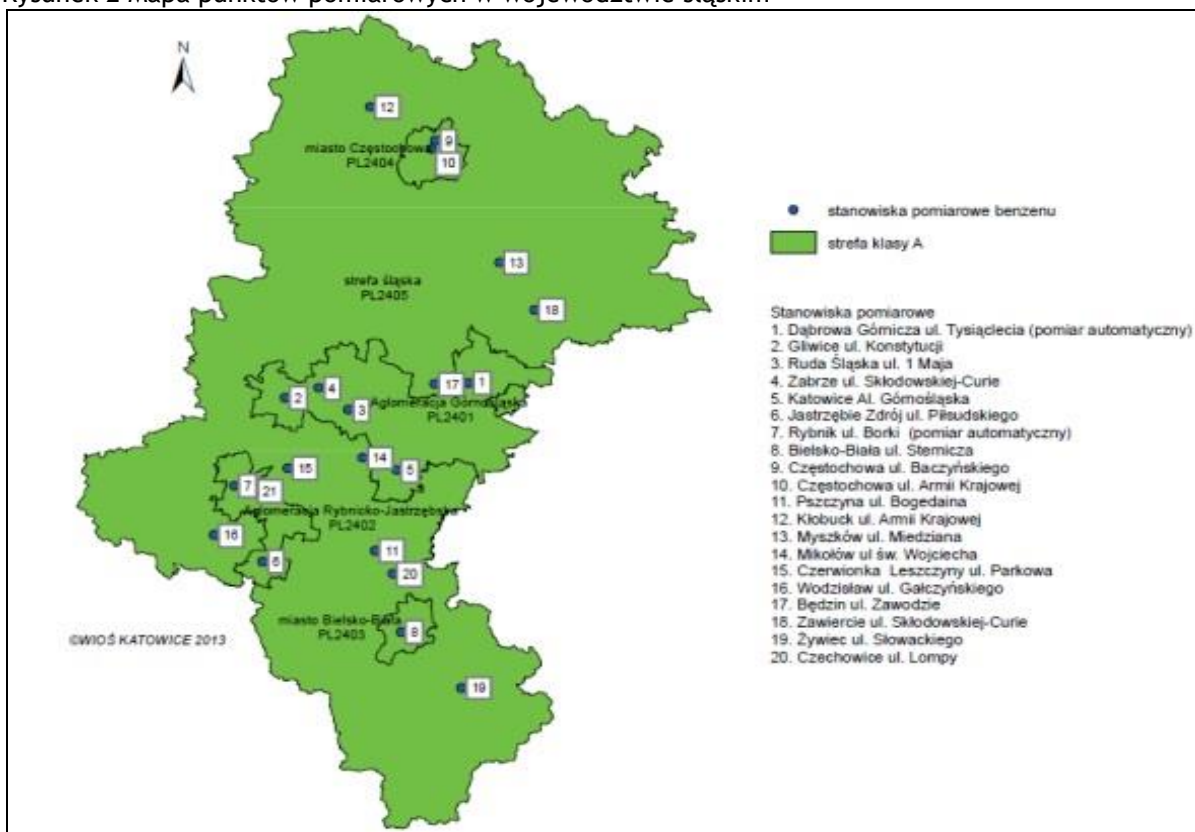 Rysunek 2 Mapa punktów pomiarowych w województwie śląskim
N
12
9
miasto Częstochowa
PL2404
10
stanowiska pomiarowe benzenu
strefa klasy A
13
strefa śląska
PL2405
18
Stanowiska pomiarowe
1. Dąbrowa Górnicza ul. Tysiąclecia (pomiar automatyczny)
2. Gliwice ul. Konstytucji
3. Ruda Śląska ul. 1 Maja
4. Zabrze ul. Skłodowskiej-Curie
5. Katowice Al. Górnośląska
6. Jastrzębie Zdrój ul. Piłsudskiego
7. Rybnik ul. Borki (pomiar automatyczny)
8. Bielsko-Biała ul. Sternicza
9. Częstochowa ul. Baczyńskiego
10. Częstochowa ul. Armii Krajowej
11. Pszczyna ul. Bogedaina
12. Kłobuck ul. Armii Krajowej
13. Myszków ul. Miedziana
14. Mikołów ul św. Wojciecha
15. Czerwionka Leszczyny ul. Parkowa
16. Wodzisław ul. Gałczyńskiego
17. Będzin ul. Zawodzie
18. Zawiercie ul. Skłodowskiej-Curie
19. Żywiec ul. Słowackiego
20. Czechowice ul. Lompy
17
1
4
2
3
Aglomeracja Górnośląska
PL2401
14
5
15
7
21
Aglomeracja Rybnicko-Jastrzębska
PL2402
16
11
6
20
miasto Bielsko-Biała
PL2403
8
©WIOŚ KATOWICE 2013
19